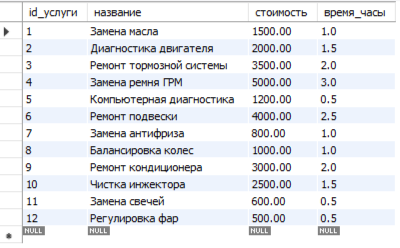 id_услуги название стоимость время_часы
1 Замена масла 1500.00 1.0
2 Диагностика двигателя 2000.00 1.5
3 Ремонт тормозной системы 3500.00 2.0
4 Замена ремня ГРМ 5000.00 3.0
5 Компьютерная диагностика 1200.00 0.5
6 Ремонт подвески 4000.00 2.5
7 Замена антифриза 800.00 1.0
8 Балансировка колес 1000.00 1.0
9 Ремонт кондиционера 3000.00 2.0
10 Чистка инжектора 2500.00 1.5
11 Замена свечей 600.00 0.5
12 Регулировка фар 500.00 0.5
NULL NULL NULL NULL